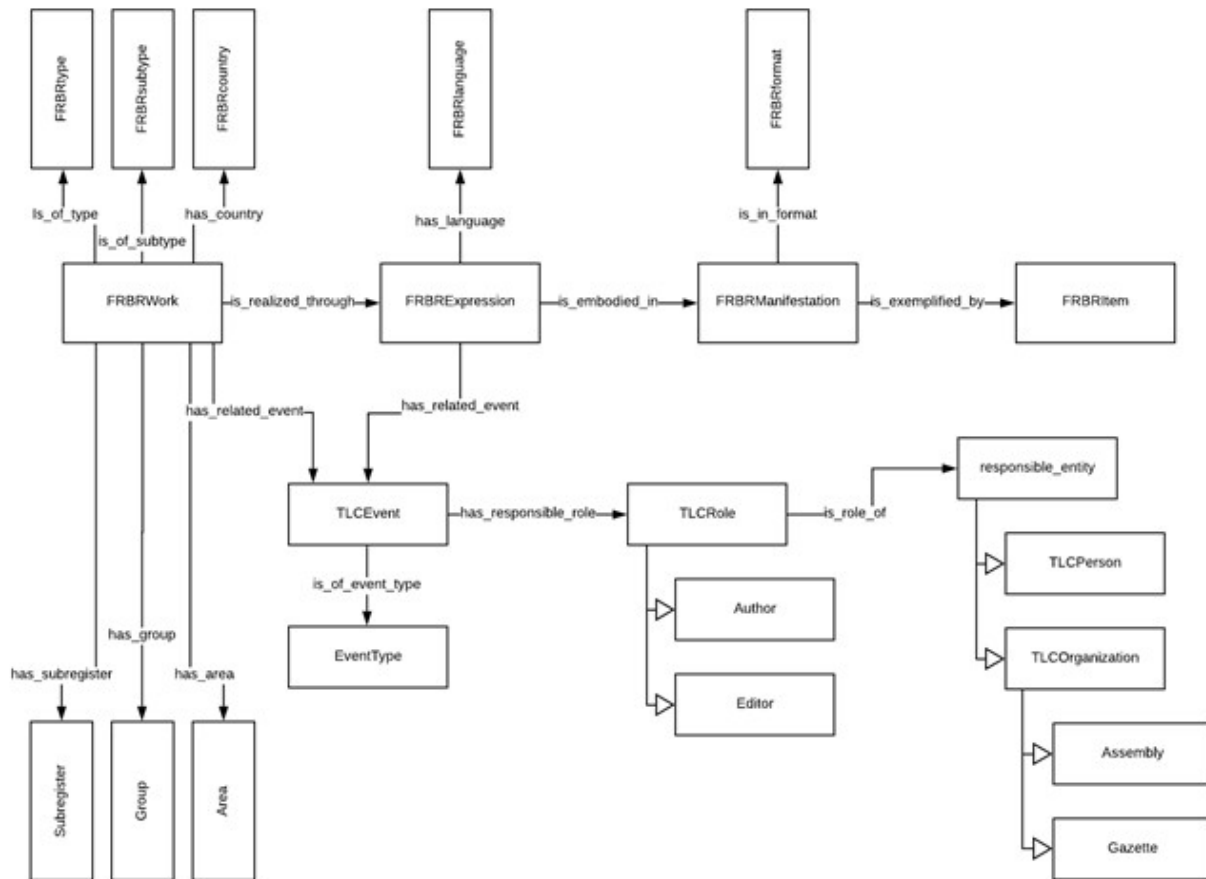 FRBRtype
FRBRsubtype
FRBRcountry
FRBRlanguage
FRBRformat
Is_of_type
is_of_subtype
has_country
has_language
is_in_format
FRBRWork
is_realized_through
FRBRExpression
is_embodied_in
FRBRManifestation
is_exemplified_by
FRBRItem
has_related_event
has_related_event
responsible_entity
TLCEvent
has_responsible_role
TLCRole
is_role_of
TLCPerson
is_of_event_type
Author
has_group
EventType
TLCOrganization
has_subregister
has_area
Editor
Subregister
Group
Area
Assembly
Gazette